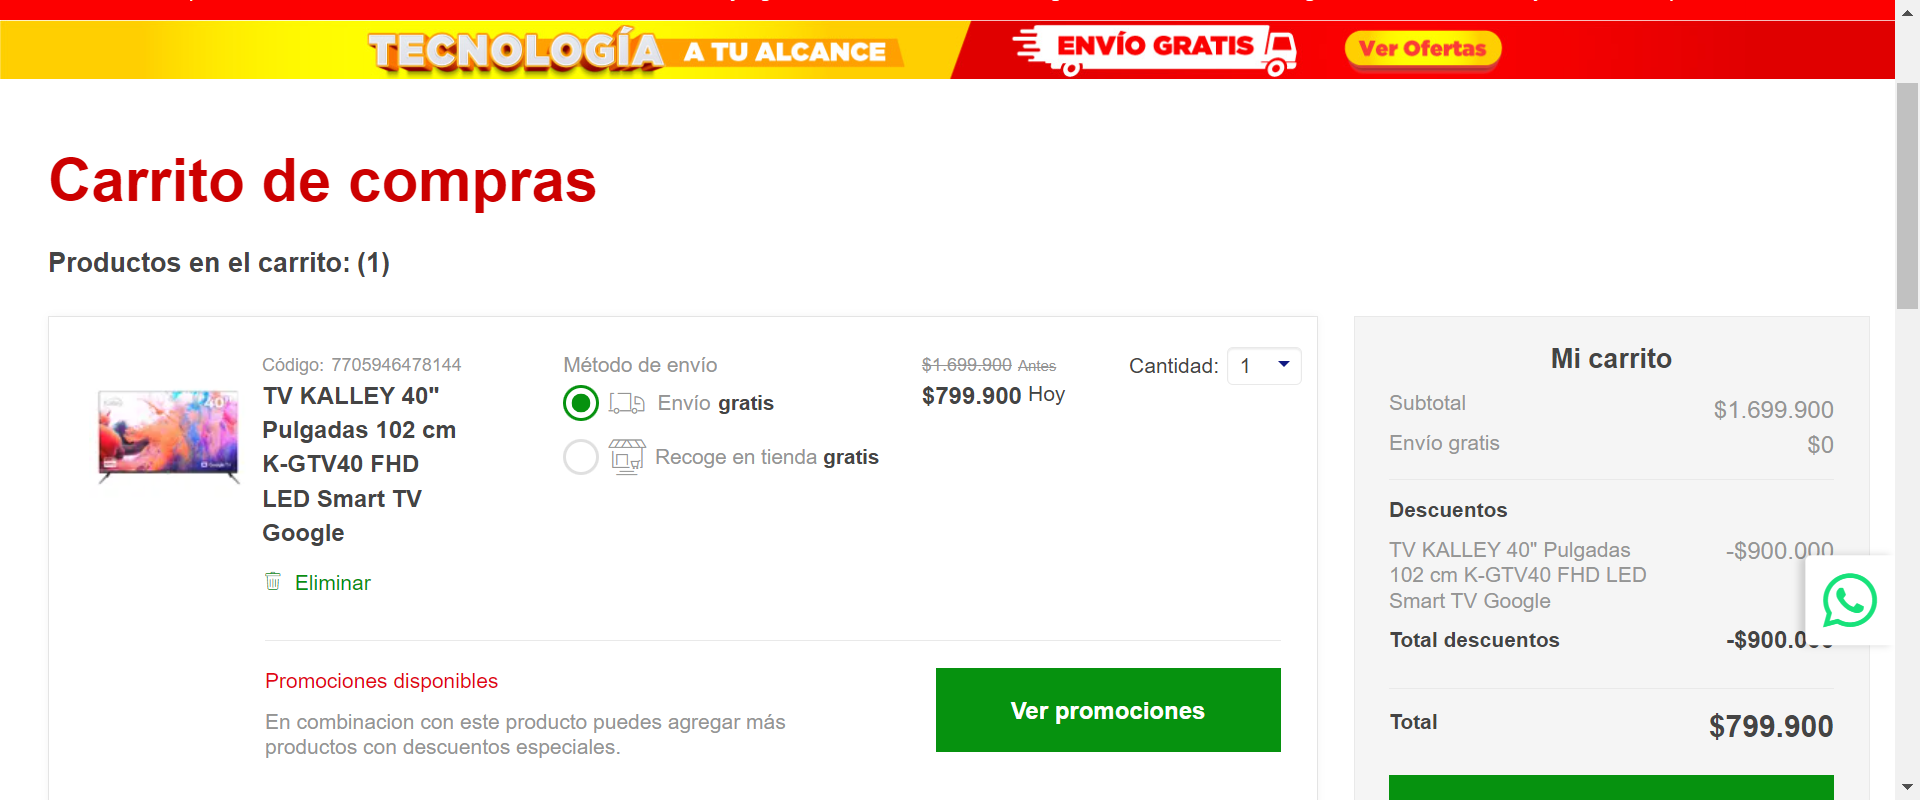 TECNOLOGÍA A TU ALCANCE ENVÍO GRATIS Ver Ofertas
Carrito de compras
Productos en el carrito: (1)
Código: 7705946478144
TV KALLEY 40"
Pulgadas 102 cm
K-GTV40 FHD
LED Smart TV
Google
Eliminar
Método de envío
Envío gratis
Recoge en tienda gratis
$1.699.900 Antes
$799.900 Hoy
Cantidad: 1
40"
Google TV
Promociones disponibles
En combinacion con este producto puedes agregar más
productos con descuentos especiales.
Ver promociones
Mi carrito
Subtotal $1.699.900
Envío gratis $0
Descuentos
TV KALLEY 40" Pulgadas -$900.000
102 cm K-GTV40 FHD LED
Smart TV Google
Total descuentos -$900.000
Total $799.900